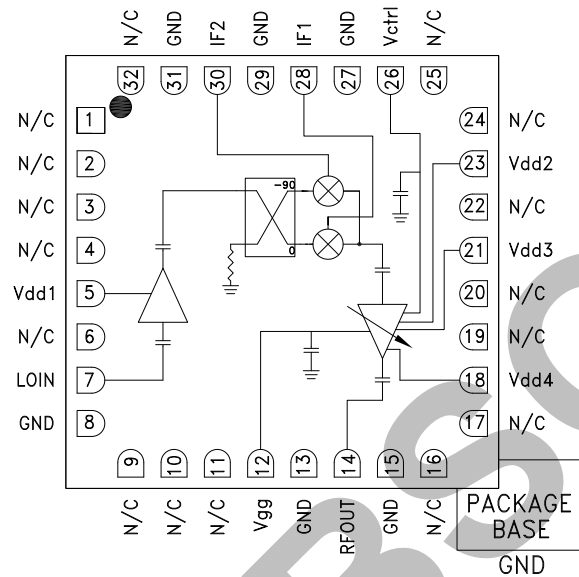 N/C GND IF2 GND IF1 GND Vctrl N/C
32 31 30 29 28 27 26 25
N/C 1 24 N/C
N/C 2 23 Vdd2
-90
N/C 3 22 N/C
N/C 4 21 Vdd3
0
Vdd1 5 20 N/C
N/C 6 19 N/C
LOIN 7 18 Vdd4
GND 8 17 N/C
9 10 11 12 13 14 15 16
N/C N/C N/C Vgg GND RFOUT GND N/C
PACKAGE
BASE
GND